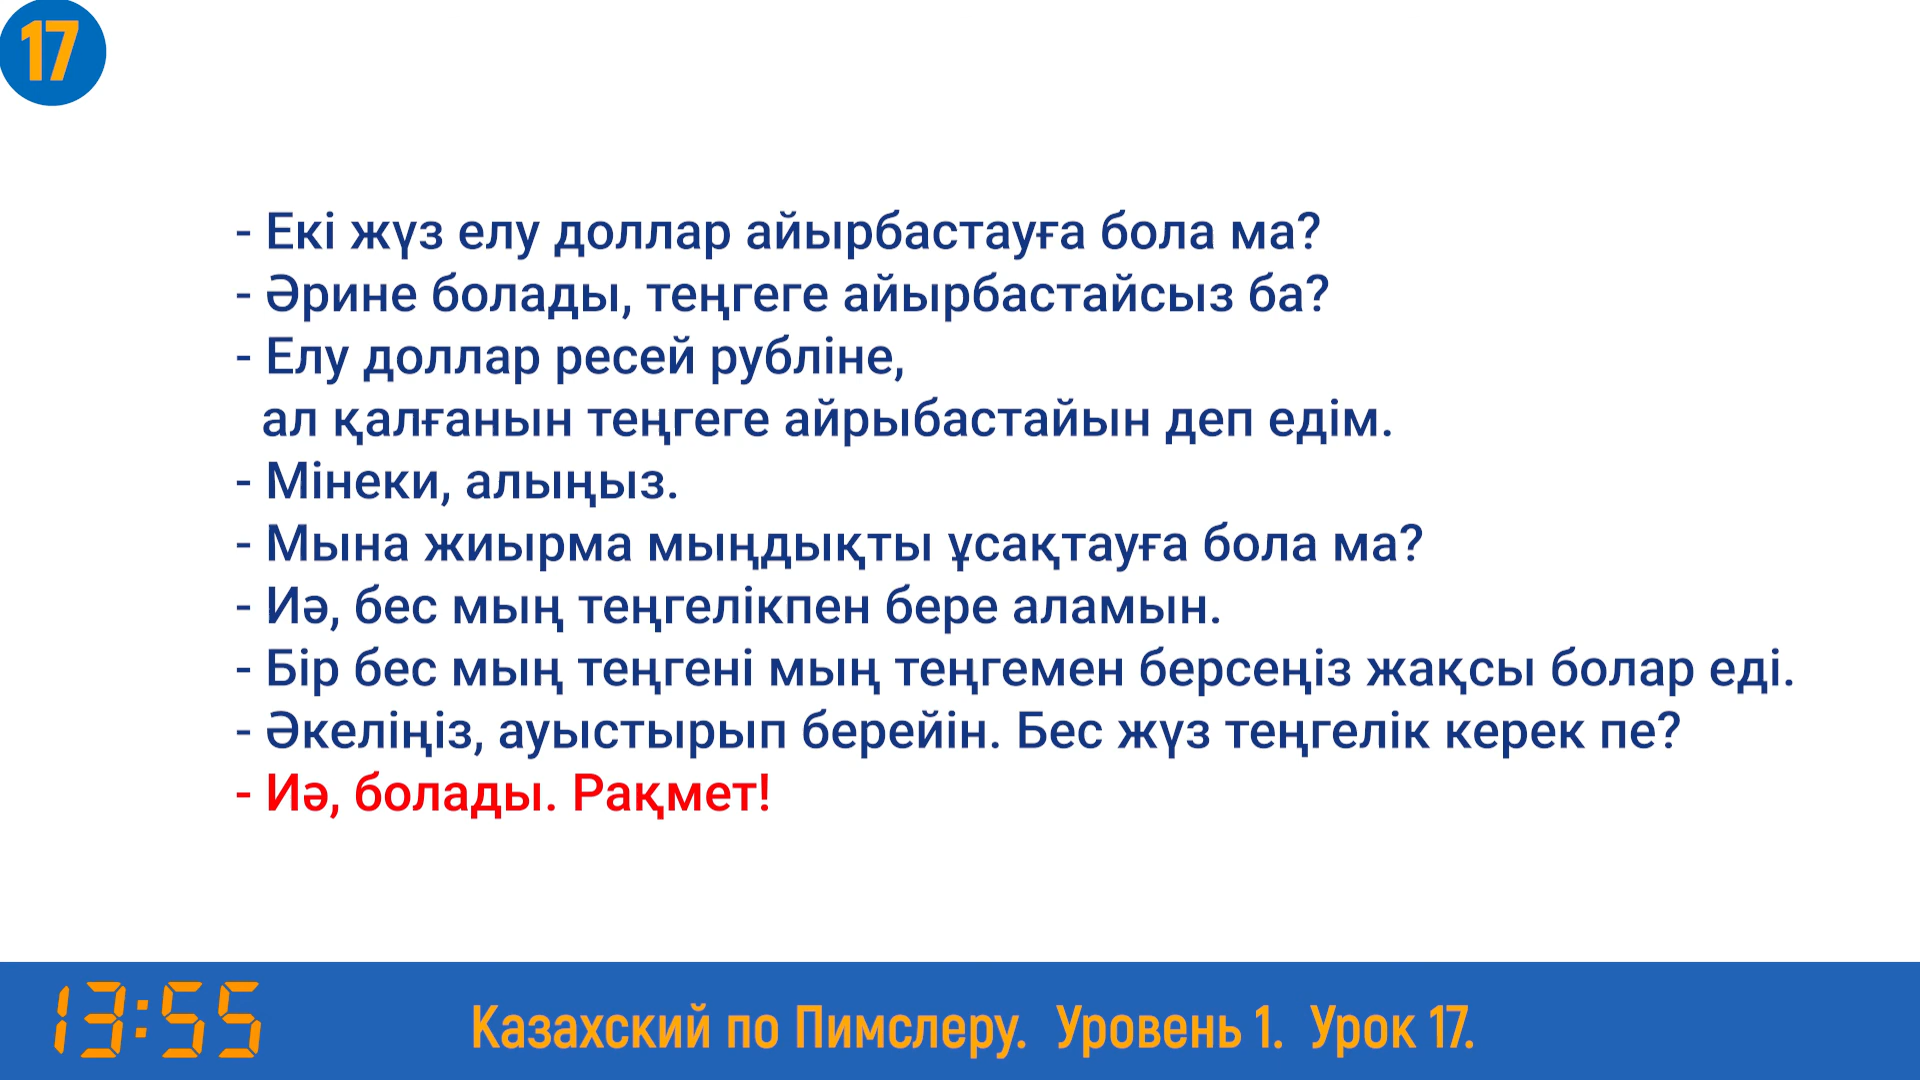 17
- Екі жүз елу доллар айырбастауға бола ма?
- Әрине болады, теңгеге айырбастайсыз ба?
- Елу доллар ресей рубліне,
ал қалғанын теңгеге айрыбастайын деп едім.
- Мінеки, алыңыз.
- Мына жиырма мыңдықты ұсақтауға бола ма?
- Иә, бес мың теңгелікпен бере аламын.
- Бір бес мың теңгені мың теңгемен берсеңіз жақсы болар еді.
- Әкеліңіз, ауыстырып берейін. Бес жүз теңгелік керек пе?
- Иә, болады. Рақмет!
13:55
Казахский по Пимслеру. Уровень 1. Урок 17.